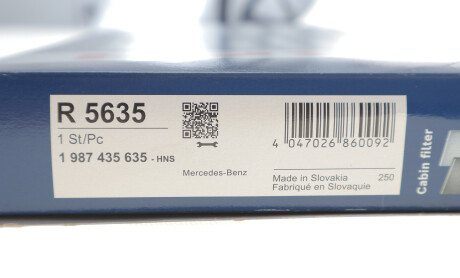 R 5635
1 St/Pc
1 987 435 635 - HNS
Mercedes-Benz
4 047026 860092
Made in Slovakia 250
Fabriqué en Slovaquie
Cabin filter